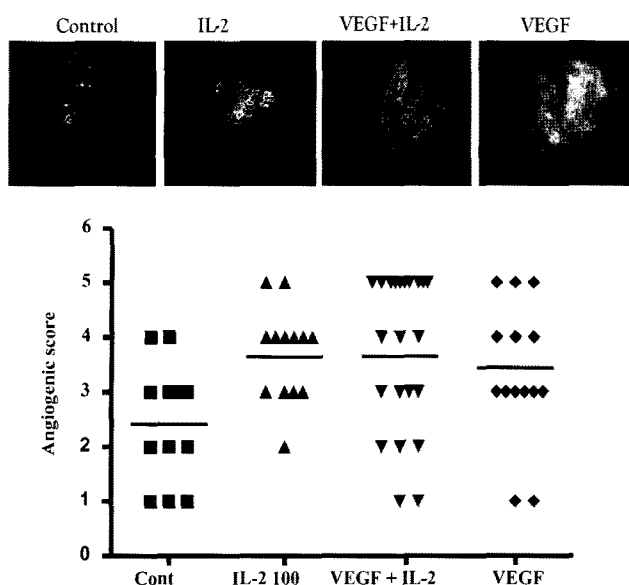 Control IL-2 VEGF+IL-2 VEGF
6
5
4
3
2
1
0
Angiogenic score
Cont IL-2 100 VEGF + IL-2 VEGF